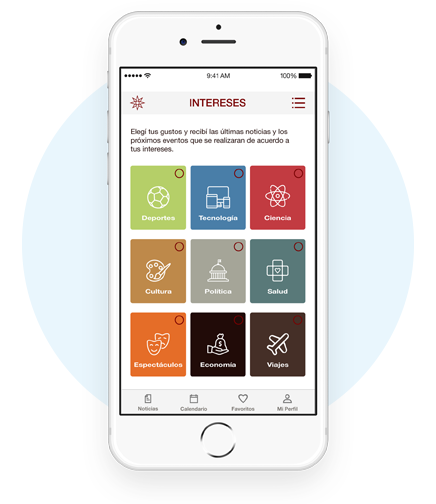 9:41 AM 100%
INTERESES
Elegí tus gustos y recibí las últimas noticias y los
próximos eventos que se realizaran de acuerdo a
tus intereses.
Deportes Tecnología Ciencia
Cultura Política Salud
Espectáculos Economía Viajes
Noticias Calendario Favoritos Mi Perfil